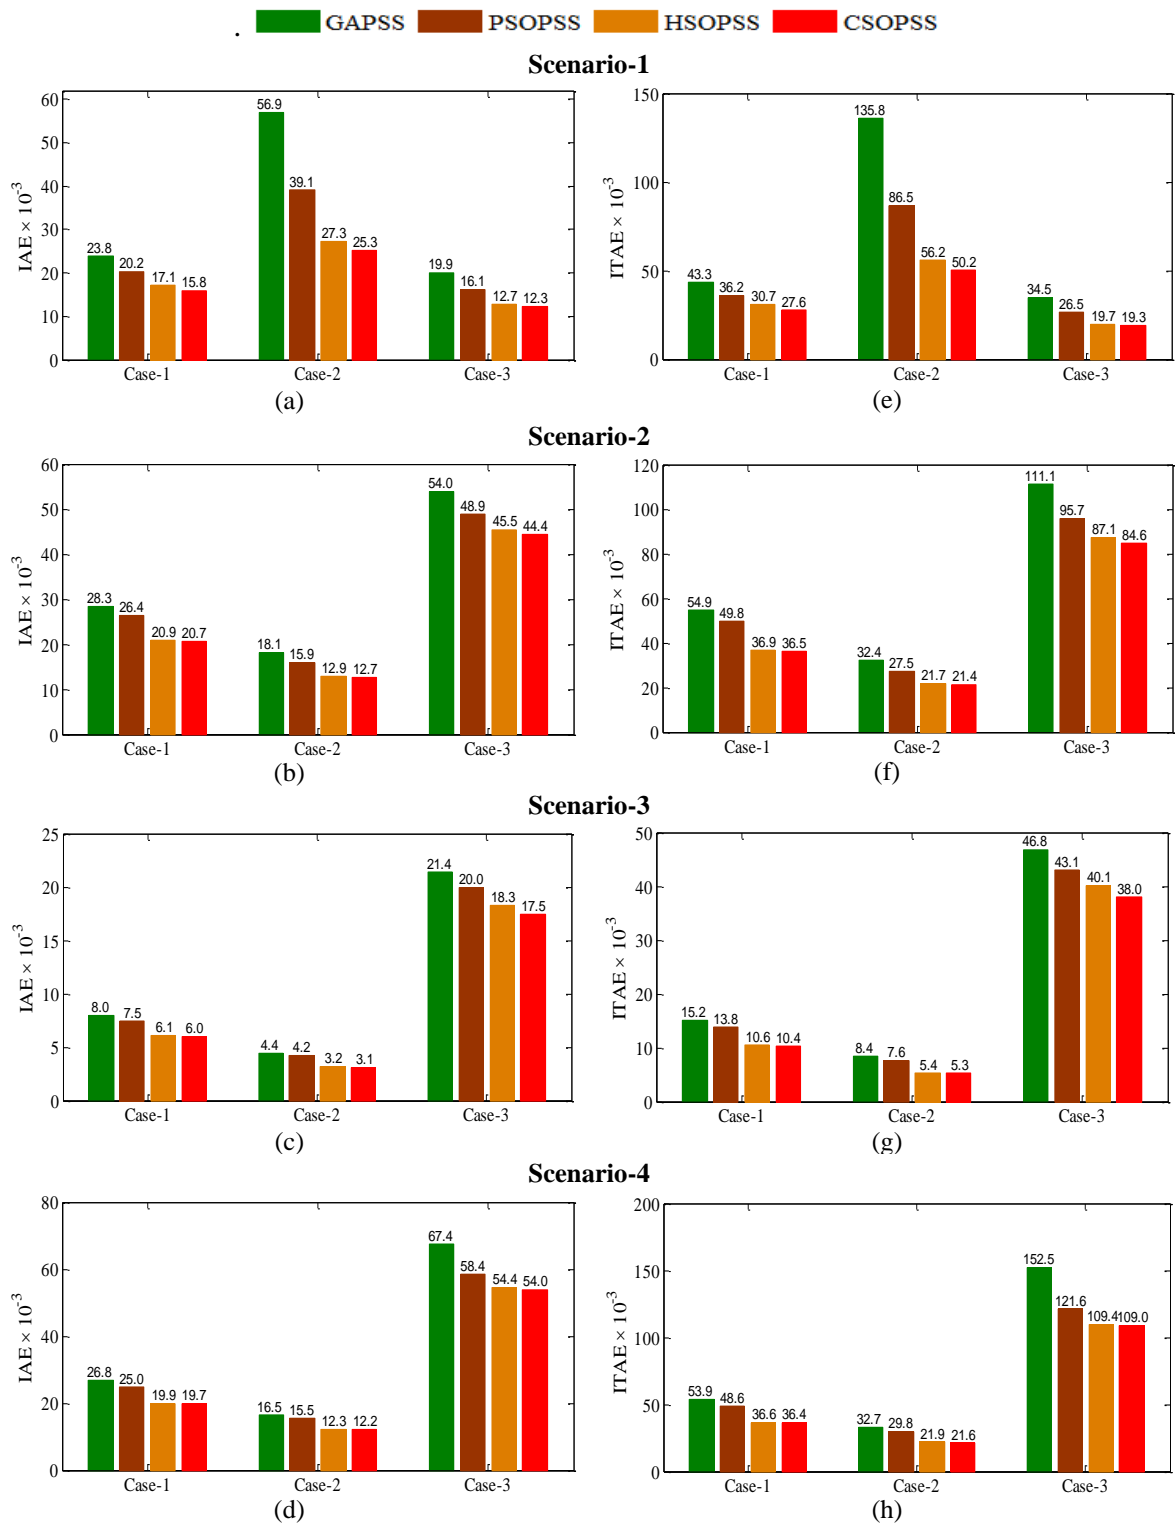 . GAPSS PSOPSS HSOPSS CSOPSS
Scenario-1
IAE × 10-3
60
50
40
30
20
10
0
23.8 20.2 17.1 15.8
56.9 39.1 27.3 25.3
19.9 16.1 12.7 12.3
Case-1 Case-2 Case-3
(a)
ITAE × 10-3
150
100
50
0
43.3 36.2 30.7 27.6
135.8 86.5 56.2 50.2
34.5 26.5 19.7 19.3
Case-1 Case-2 Case-3
(e)
Scenario-2
IAE × 10-3
60
50
40
30
20
10
0
28.3 26.4 20.9 20.7
18.1 15.9 12.9 12.7
54.0 48.9 45.5 44.4
Case-1 Case-2 Case-3
(b)
ITAE × 10-3
120
100
80
60
40
20
0
54.9 49.8 36.9 36.5
32.4 27.5 21.7 21.4
111.1 95.7 87.1 84.6
Case-1 Case-2 Case-3
(f)
Scenario-3
IAE × 10-3
25
20
15
10
5
0
8.0 7.5 6.1 6.0
4.4 4.2 3.2 3.1
21.4 20.0 18.3 17.5
Case-1 Case-2 Case-3
(c)
ITAE × 10-3
50
40
30
20
10
0
15.2 13.8 10.6 10.4
8.4 7.6 5.4 5.3
46.8 43.1 40.1 38.0
Case-1 Case-2 Case-3
(g)
Scenario-4
IAE × 10-3
80
60
40
20
0
26.8 25.0 19.9 19.7
16.5 15.5 12.3 12.2
67.4 58.4 54.4 54.0
Case-1 Case-2 Case-3
(d)
ITAE × 10-3
200
150
100
50
0
53.9 48.6 36.6 36.4
32.7 29.8 21.9 21.6
152.5 121.6 109.4 109.0
Case-1 Case-2 Case-3
(h)